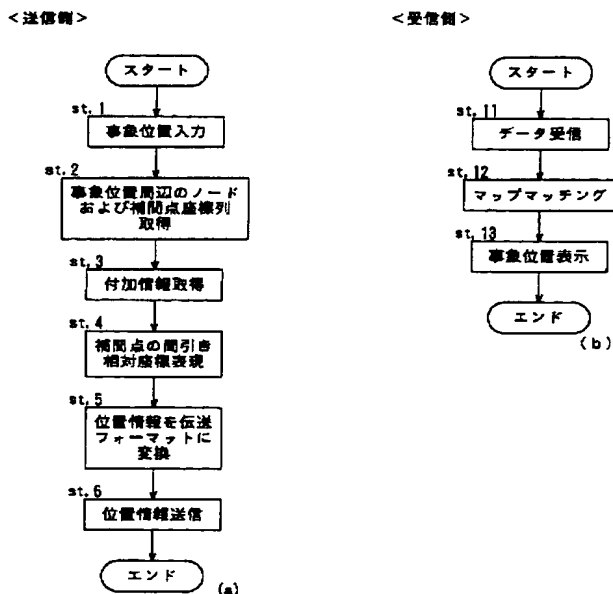 <送信側>
スタート
st.1
事象位置入力
st.2
事象位置周辺のノード
および補間点座標列
取得
st.3
付加情報取得
st.4
補間点の間引き
相対座標表現
st.5
位置情報を伝送
フォーマットに
変換
st.6
位置情報送信
エンド
(a)
<受信側>
スタート
st.11
データ受信
st.12
マップマッチング
st.13
事象位置表示
エンド
(b)